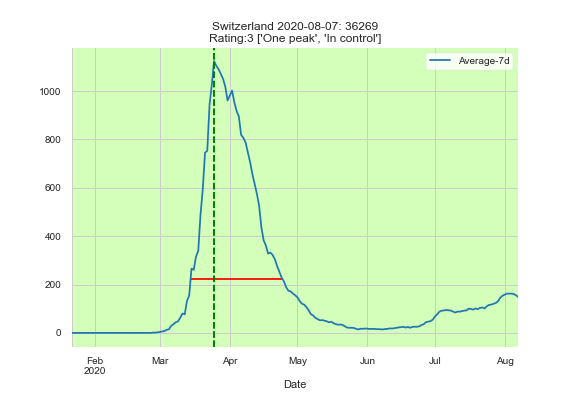 Switzerland 2020-08-07: 36269
Rating:3 ['One peak', 'In control']
Average-7d
1000
800
600
400
200
0
Feb Mar Apr May Jun Jul Aug
2020
Date